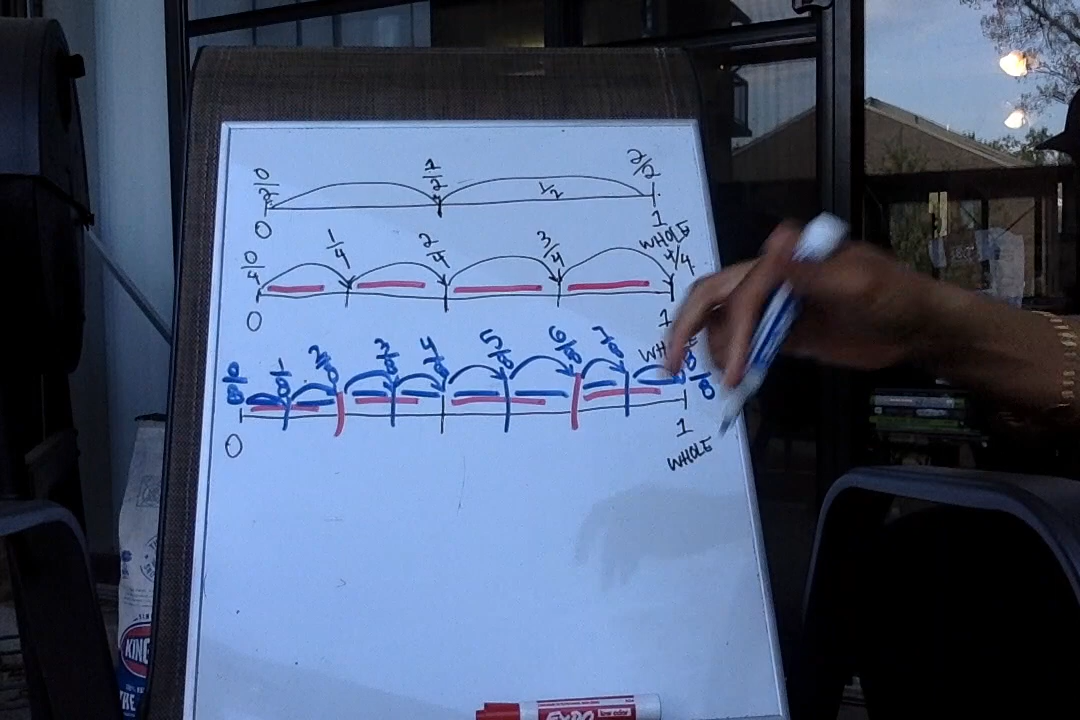 0/2 1/2 1/2 2/2
0 1
WHOLE
0/4 1/4 2/4 3/4 4/4
0 1
0/8 1/8 2/8 3/8 4/8 5/8 6/8 7/8 8/8
0 1
WHOLE
KING
EXPO